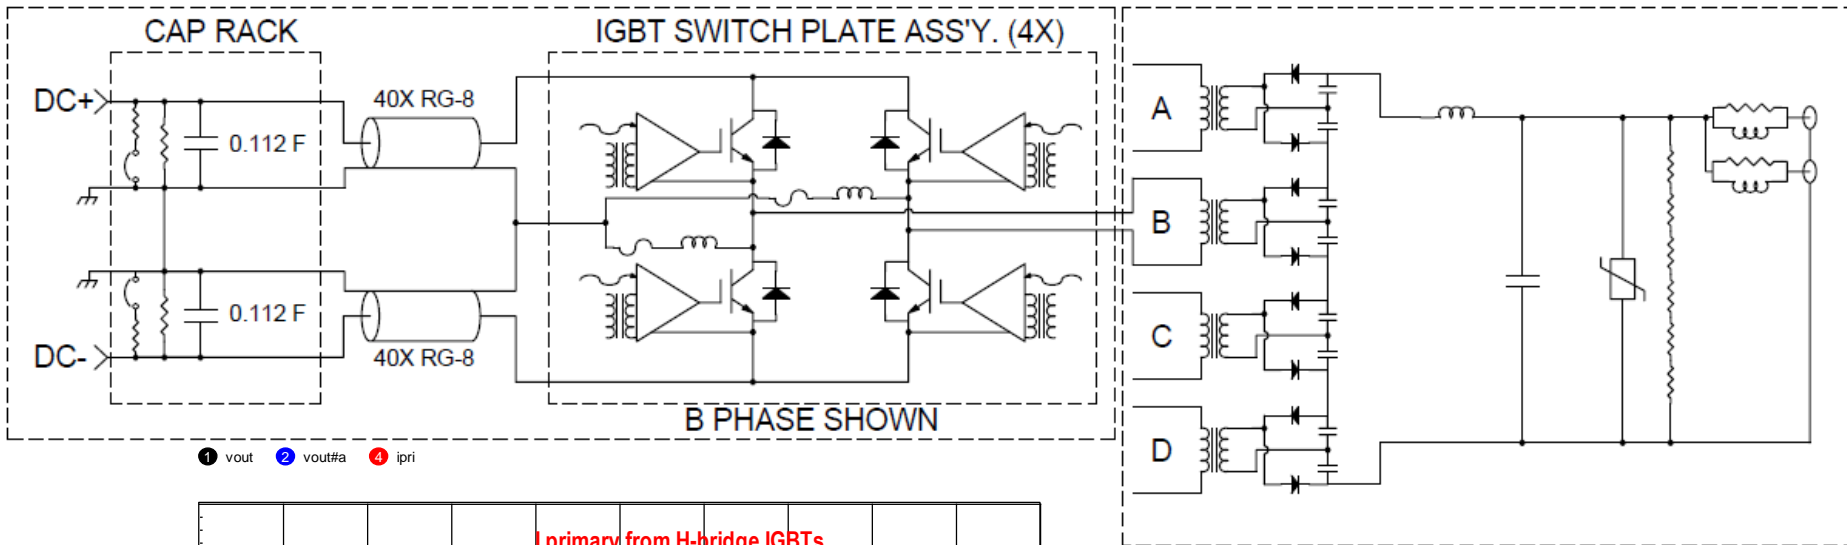 CAP RACK
IGBT SWITCH PLATE ASS'Y. (4X)
DC+
40X RG-8
0.112 F
A
B
0.112 F
C
DC-
40X RG-8
B PHASE SHOWN
D
1 vout 2 vout#a 4 ipri
I primary from H-bridge IGBTs